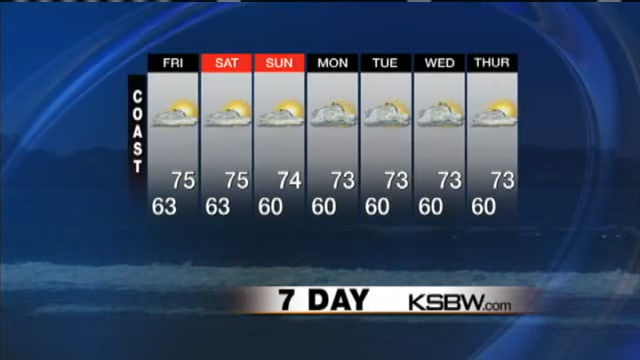 FRI SAT SUN MON TUE WED THUR
COAST
75 75 74 73 73 73 73
63 63 60 60 60 60 60
7 DAY KSBW.com